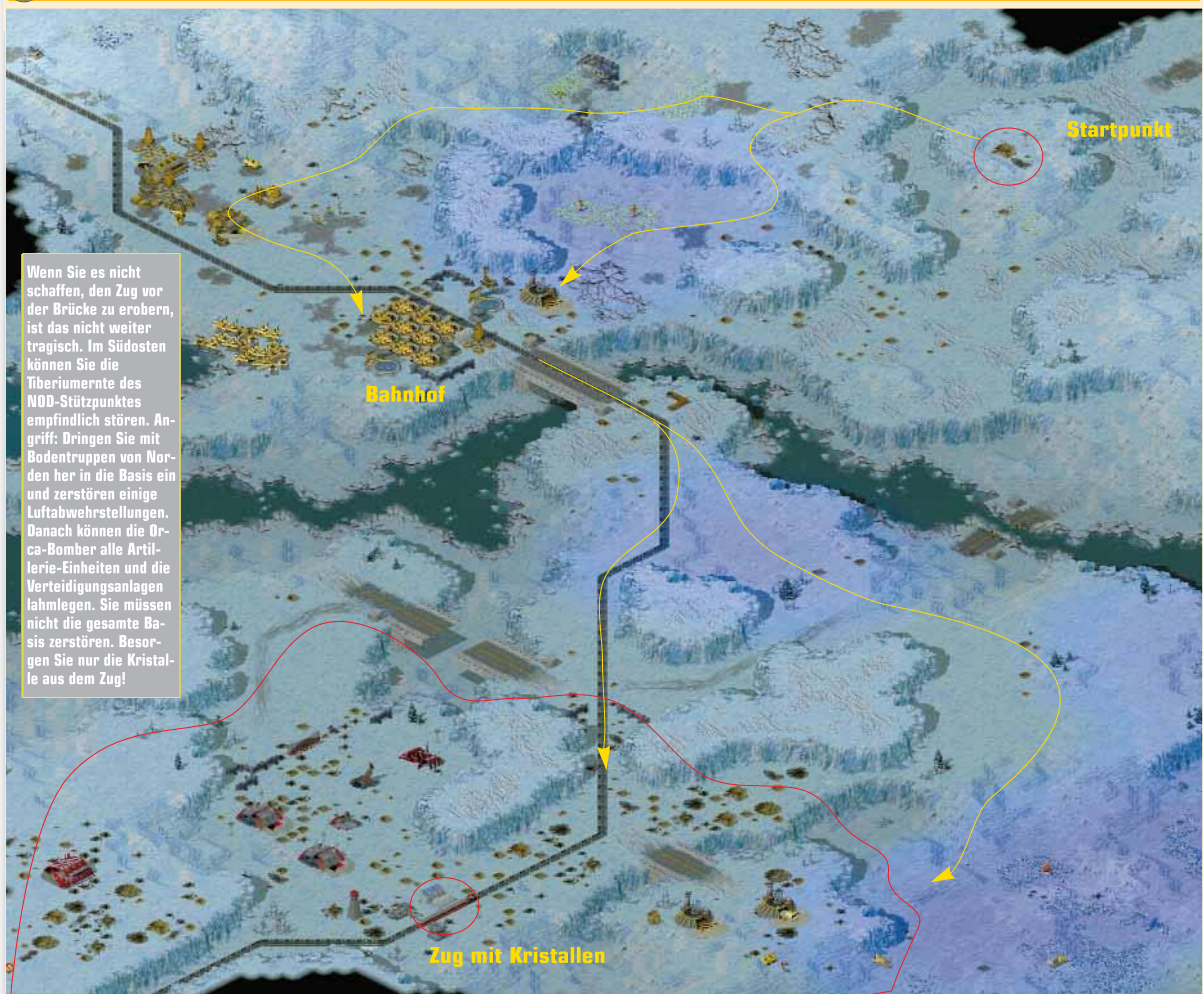 Startpunkt
Wenn Sie es nicht
schaffen, den Zug vor
der Brücke zu erobern,
ist das nicht weiter
tragisch. Im Südosten
können Sie die
Tiberiumernte des
NOD-Stützpunktes
empfindlich stören. An-
griff: Dringen Sie mit
Bodentruppen von Nor-
den her in die Basis ein
und zerstören einige
Luftabwehrstellungen.
Danach können die Or-
ca-Bomber alle Artil-
lerie-Einheiten und die
Verteidigungsanlagen
lahmlegen. Sie müssen
nicht die gesamte Ba-
sis zerstören. Besor-
gen Sie nur die Kristal-
le aus dem Zug!
Bahnhof
Zug mit Kristallen